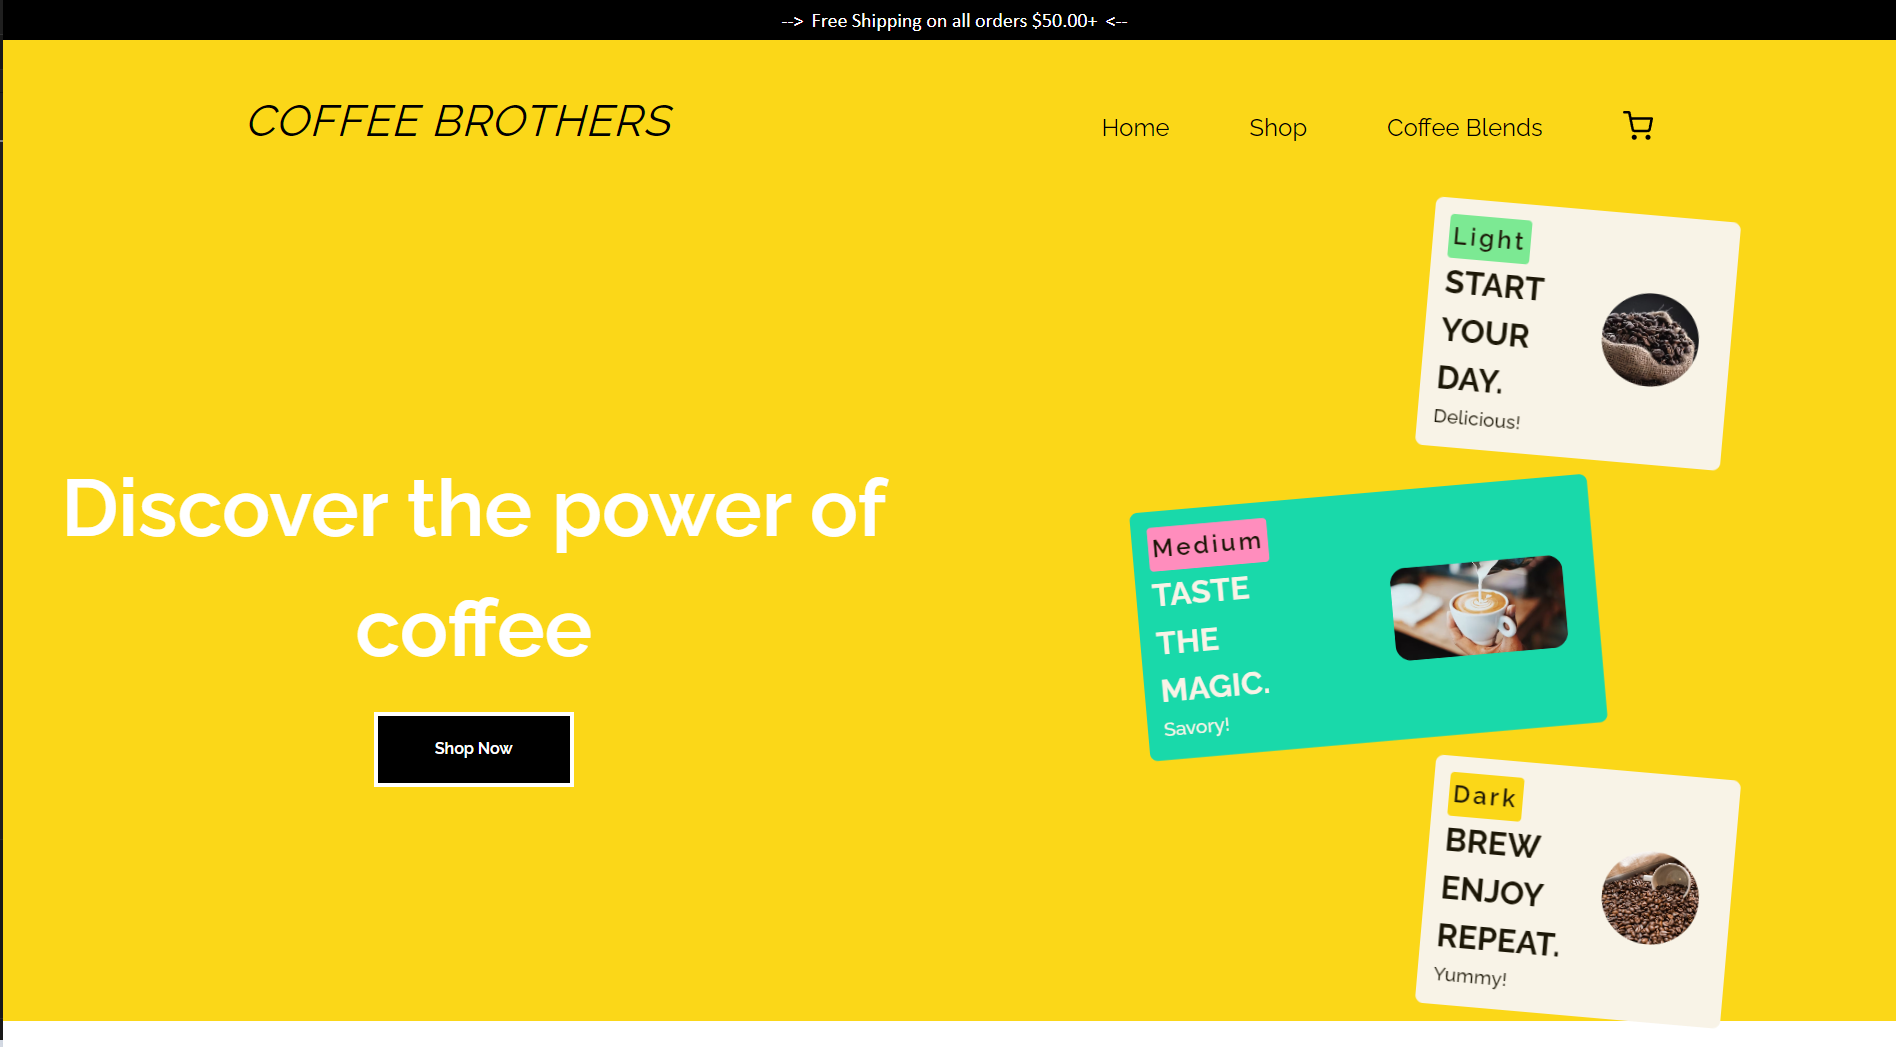 --> Free Shipping on all orders $50.00+ <--
COFFEE BROTHERS
Home Shop Coffee Blends
Light
START
YOUR
DAY.
Delicious!
Discover the power of
coffee
Shop Now
Medium
TASTE
THE
MAGIC.
Savory!
Dark
BREW
ENJOY
REPEAT.
Yummy!